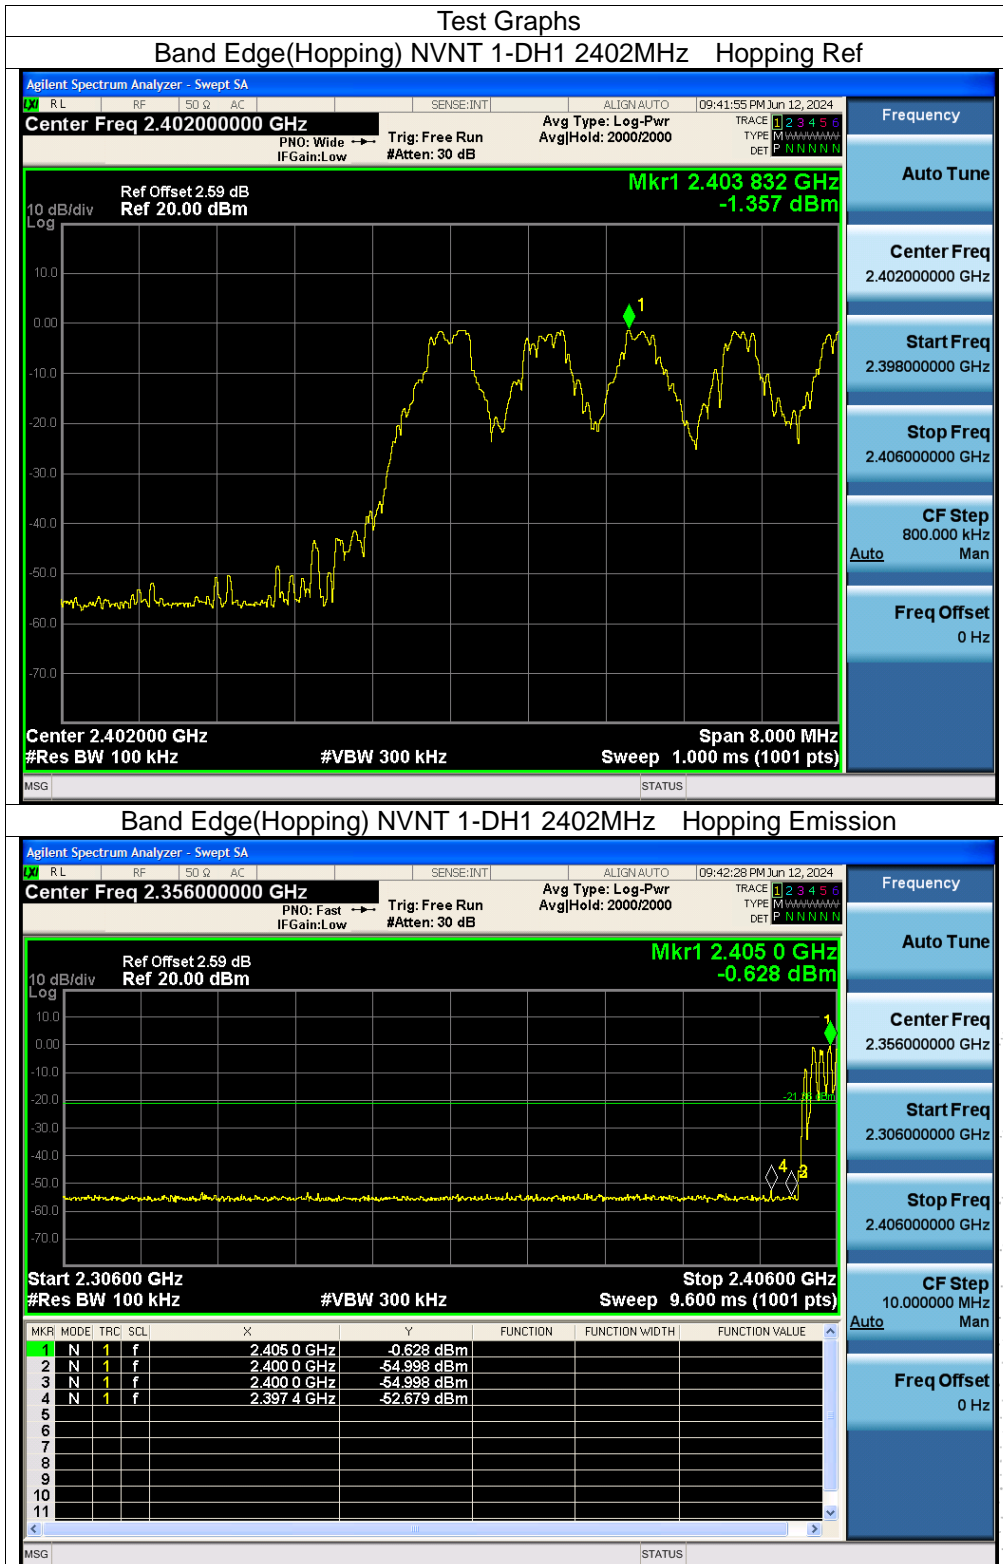 Test Graphs
Band Edge(Hopping) NVNT 1-DH1 2402MHz Hopping Ref
Agilent Spectrum Analyzer - Swept SA
LXI RL RF 50 Ω AC SENSE:INT ALIGN AUTO 09:41:55 PM Jun 12, 2024
Center Freq 2.402000000 GHz
PNO: Wide
IFGain:Low
Trig: Free Run
#Atten: 30 dB
Avg Type: Log-Pwr
Avg|Hold: 2000/2000
TRACE 1 2 3 4 5 6
TYPE M WWWWW
DET P N N N N N
Mkr1 2.403 832 GHz
-1.357 dBm
Ref Offset 2.59 dB
10 dB/div Ref 20.00 dBm
Log
10.0
0.00
1
-10.0
-20.0
-30.0
-40.0
-50.0
-60.0
-70.0
Center 2.402000 GHz Span 8.000 MHz
#Res BW 100 kHz #VBW 300 kHz Sweep 1.000 ms (1001 pts)
MSG STATUS
Frequency
Auto Tune
Center Freq
2.402000000 GHz
Start Freq
2.398000000 GHz
Stop Freq
2.406000000 GHz
CF Step
800.000 kHz
Auto Man
Freq Offset
0 Hz
Band Edge(Hopping) NVNT 1-DH1 2402MHz Hopping Emission
Agilent Spectrum Analyzer - Swept SA
LXI RL RF 50 Ω AC SENSE:INT ALIGN AUTO 09:42:28 PM Jun 12, 2024
Center Freq 2.356000000 GHz
PNO: Fast
IFGain:Low
Trig: Free Run
#Atten: 30 dB
Avg Type: Log-Pwr
Avg|Hold: 2000/2000
TRACE 1 2 3 4 5 6
TYPE M WWWWW
DET P N N N N N
Mkr1 2.405 0 GHz
-0.628 dBm
Ref Offset 2.59 dB
10 dB/div Ref 20.00 dBm
Log
10.0
1
0.00
-10.0
-20.0
-30.0
-40.0
4
-50.0
-60.0
-70.0
Start 2.30600 GHz Stop 2.40600 GHz
#Res BW 100 kHz #VBW 300 kHz Sweep 9.600 ms (1001 pts)
MKR MODE TRC SCL X Y FUNCTION FUNCTION WIDTH FUNCTION VALUE
1 N 1 f 2.405 0 GHz -0.628 dBm
2 N 1 f 2.400 0 GHz -54.998 dBm
3 N 1 f 2.400 0 GHz -54.998 dBm
4 N 1 f 2.397 4 GHz -52.679 dBm
5
6
7
8
9
10
11
MSG STATUS
Frequency
Auto Tune
Center Freq
2.356000000 GHz
Start Freq
2.306000000 GHz
Stop Freq
2.406000000 GHz
CF Step
10.000000 MHz
Auto Man
Freq Offset
0 Hz